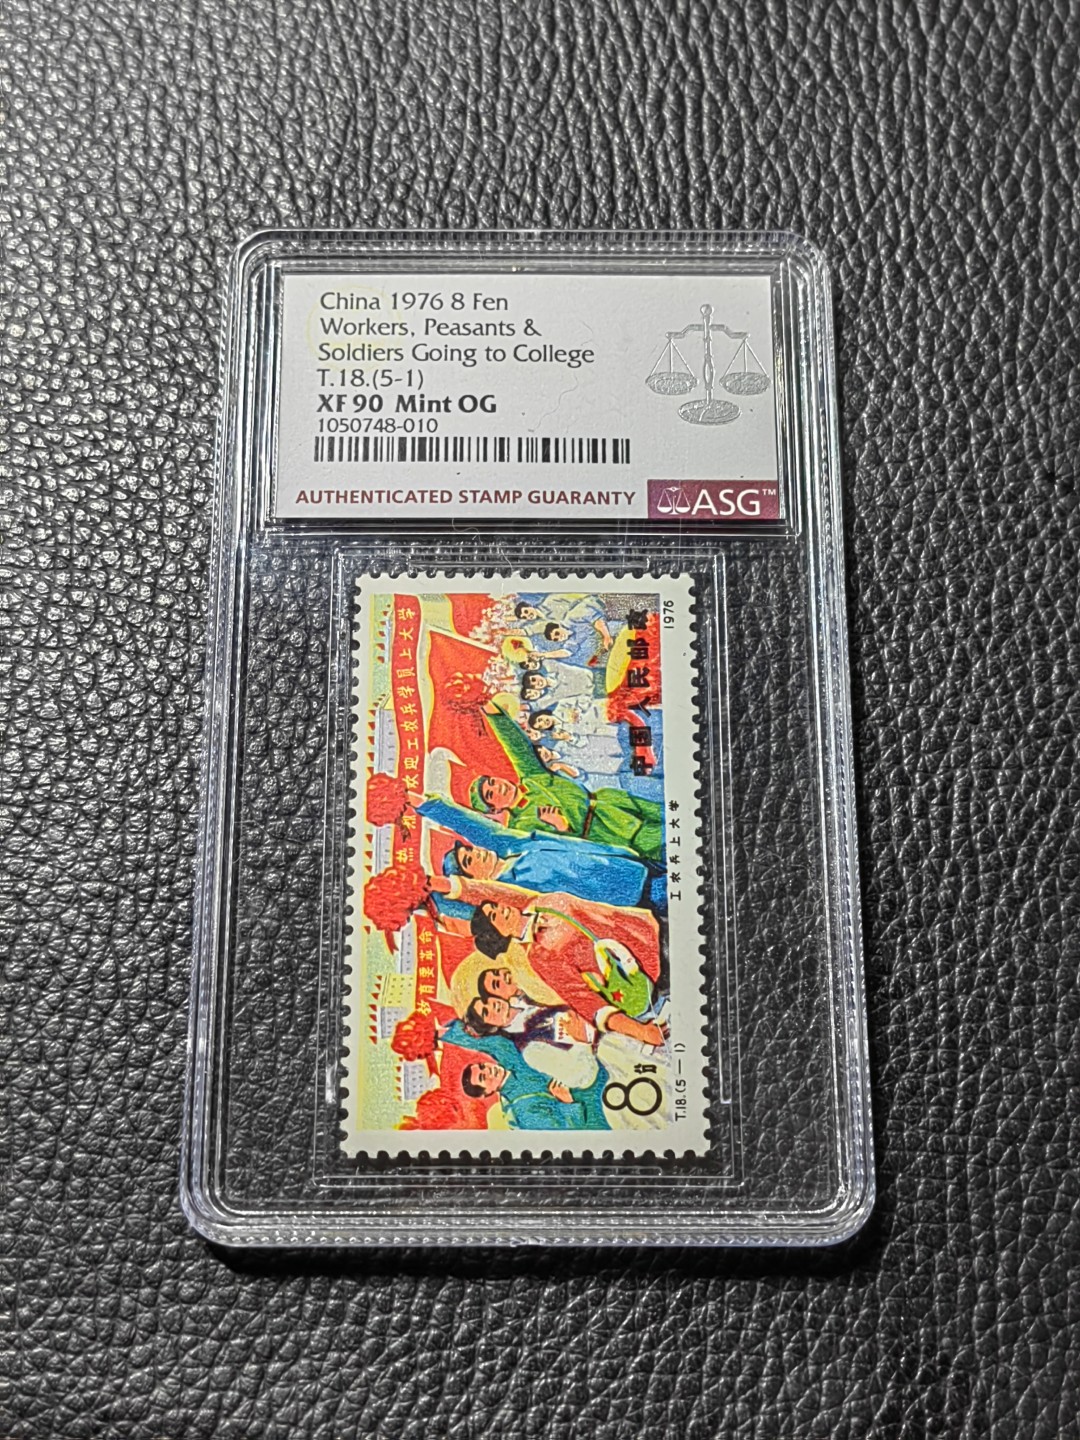 China 1976 8 Fen
Workers, Peasants &
Soldiers Going to College
T.18.(5-1)
XF 90 Mint OG
1050748-010
AUTHENTICATED STAMP GUARANTY
ASG™
1976
中国人民邮政
工农兵上大学
热烈欢迎工农兵学員上大学
教育要革命
8分
T.18.(5—1)